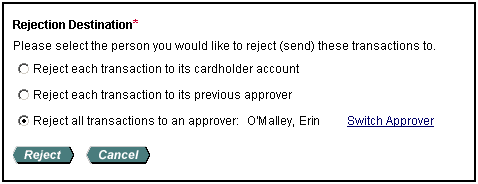 Rejection Destination*
Please select the person you would like to reject (send) these transactions to.
Reject each transaction to its cardholder account
Reject each transaction to its previous approver
Reject all transactions to an approver: O'Malley, Erin Switch Approver
Reject Cancel